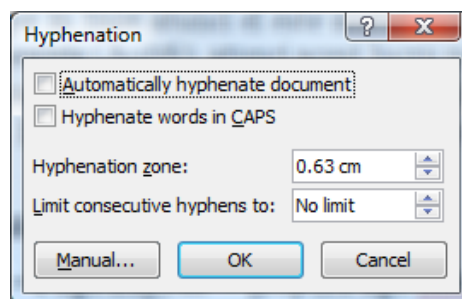 Hyphenation
Automatically hyphenate document
Hyphenate words in CAPS
Hyphenation zone: 0.63 cm
Limit consecutive hyphens to: No limit
Manual... OK Cancel